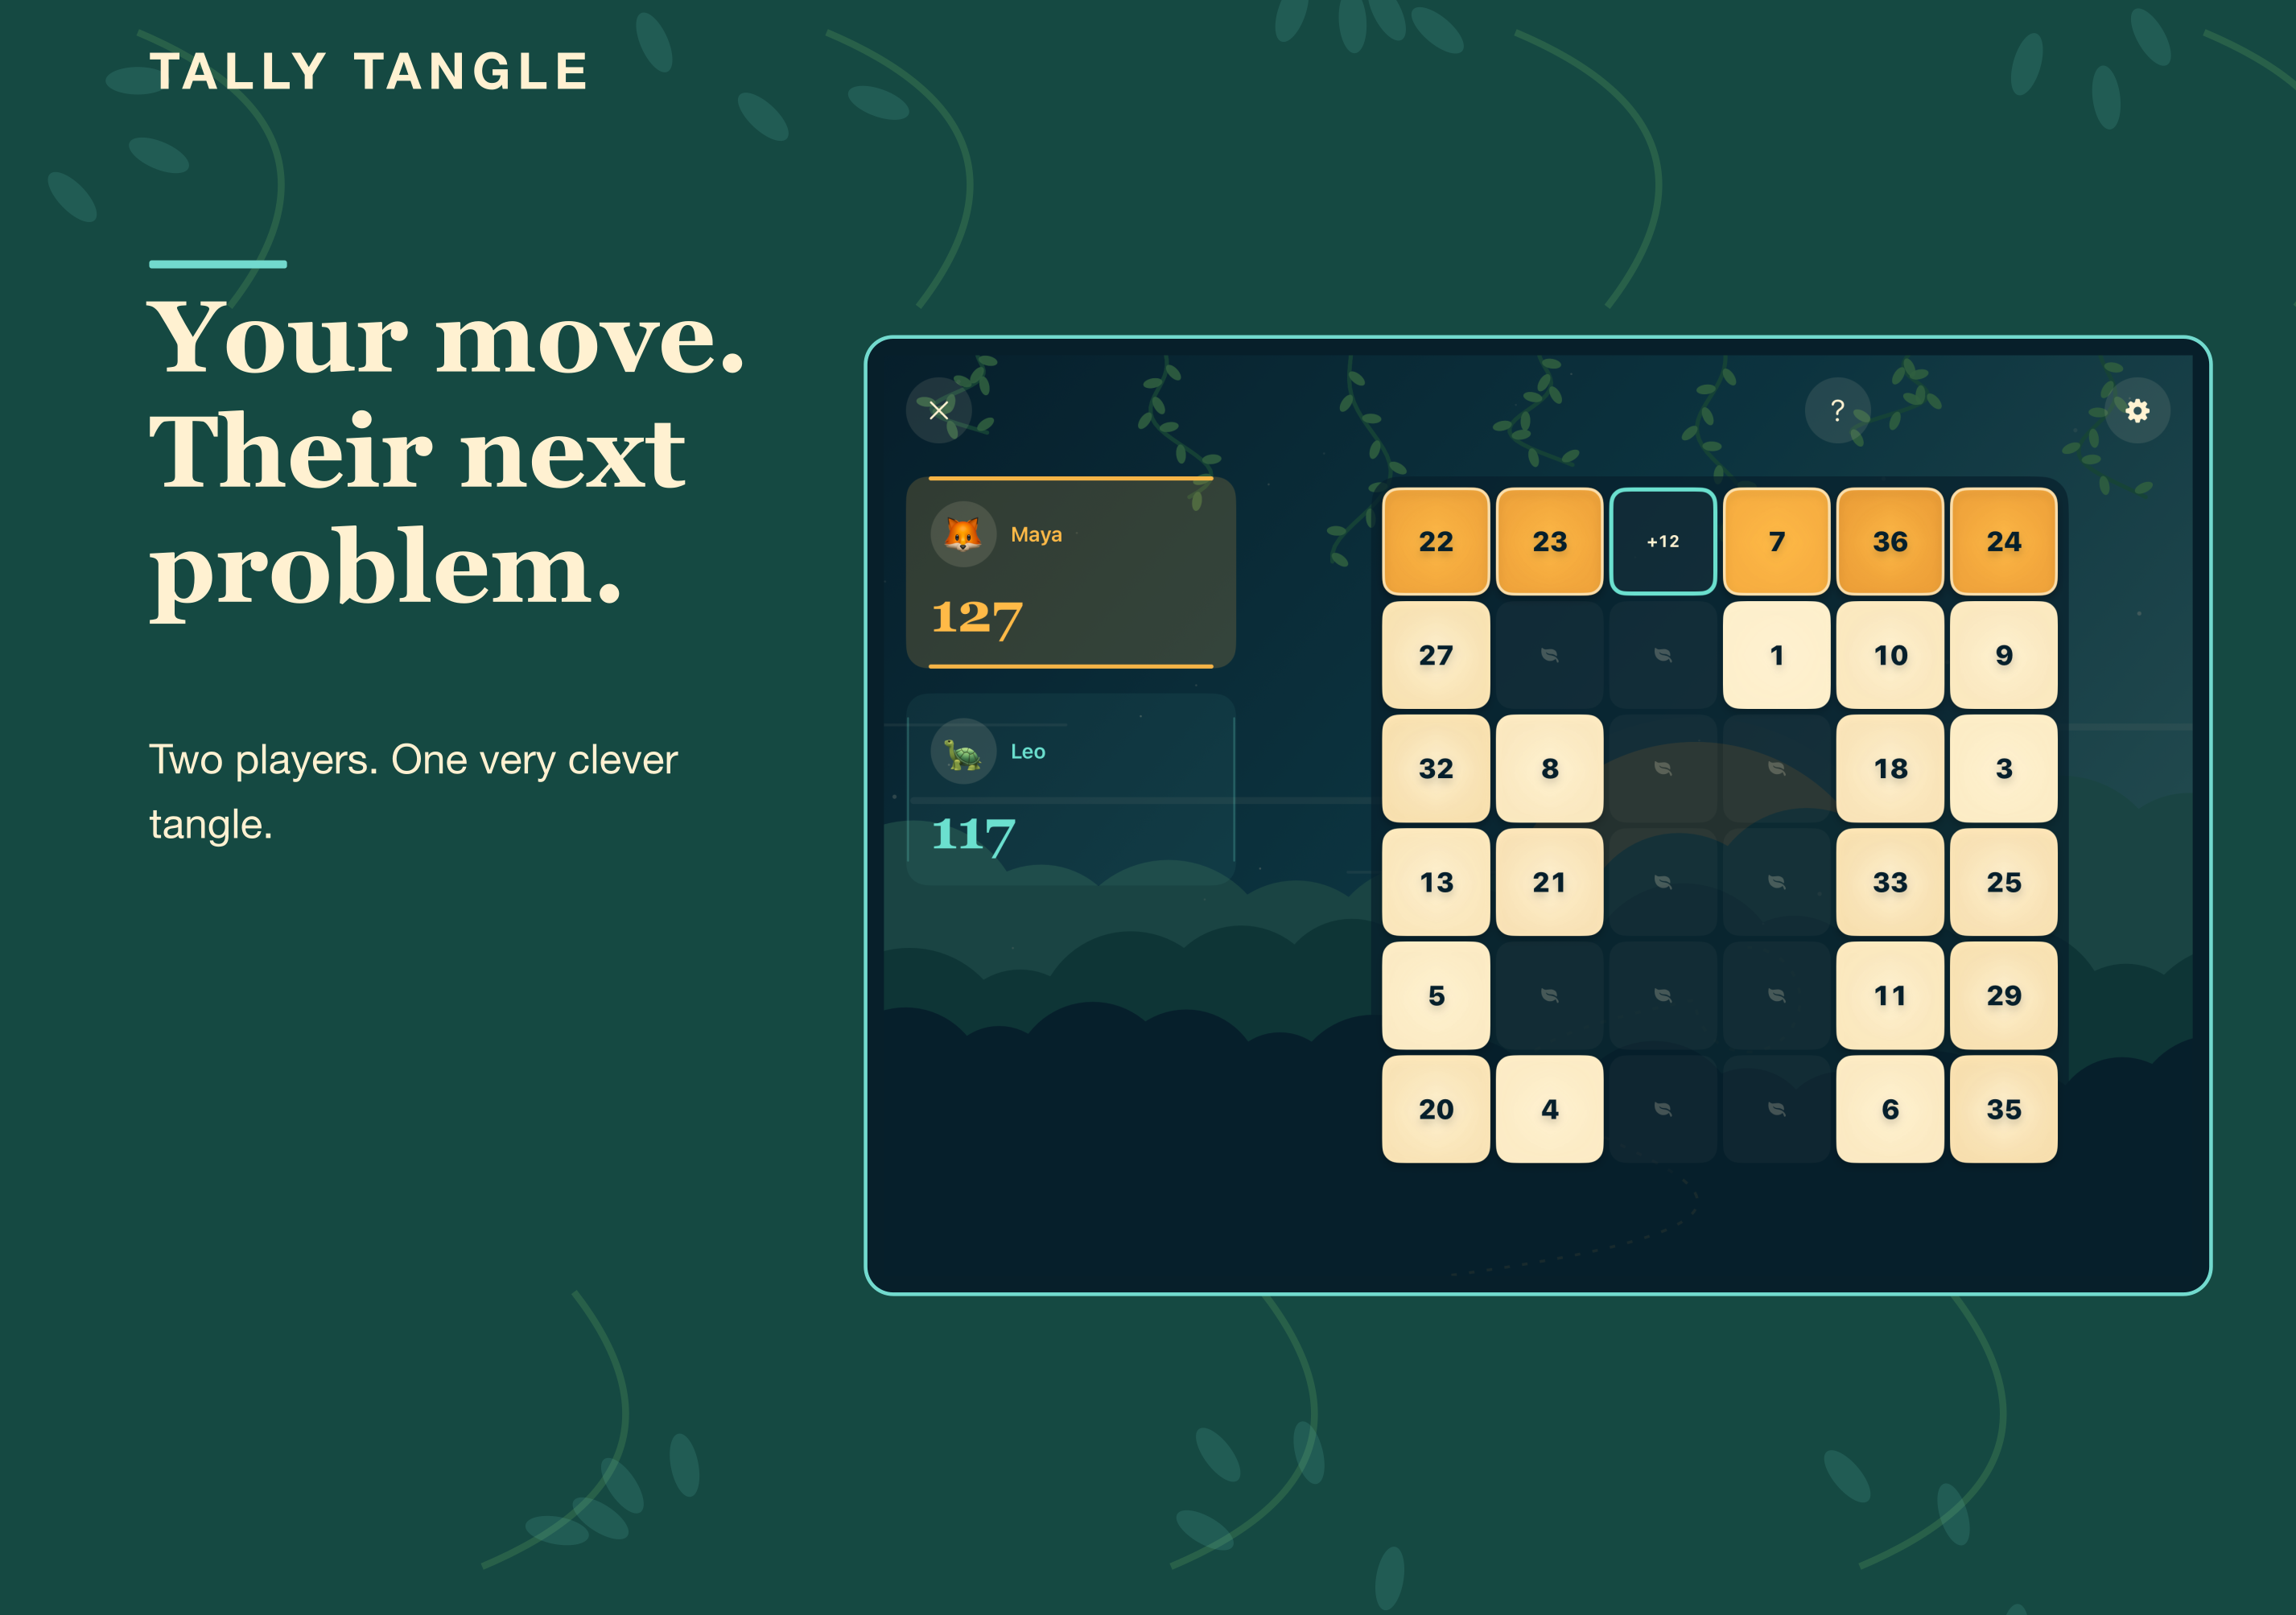 TALLY TANGLE
Your move.
Their next
problem.
Two players. One very clever
tangle.
?
Maya
127
Leo
117
22 23 +12 7 36 24
27 1 10 9
32 8 18 3
13 21 33 25
5 11 29
20 4 6 35